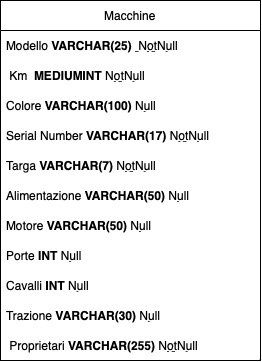 Macchine
Modello VARCHAR(25) NotNull
Km MEDIUMINT NotNull
Colore VARCHAR(100) Null
Serial Number VARCHAR(17) NotNull
Targa VARCHAR(7) NotNull
Alimentazione VARCHAR(50) Null
Motore VARCHAR(50) Null
Porte INT Null
Cavalli INT Null
Trazione VARCHAR(30) Null
Proprietari VARCHAR(255) NotNull